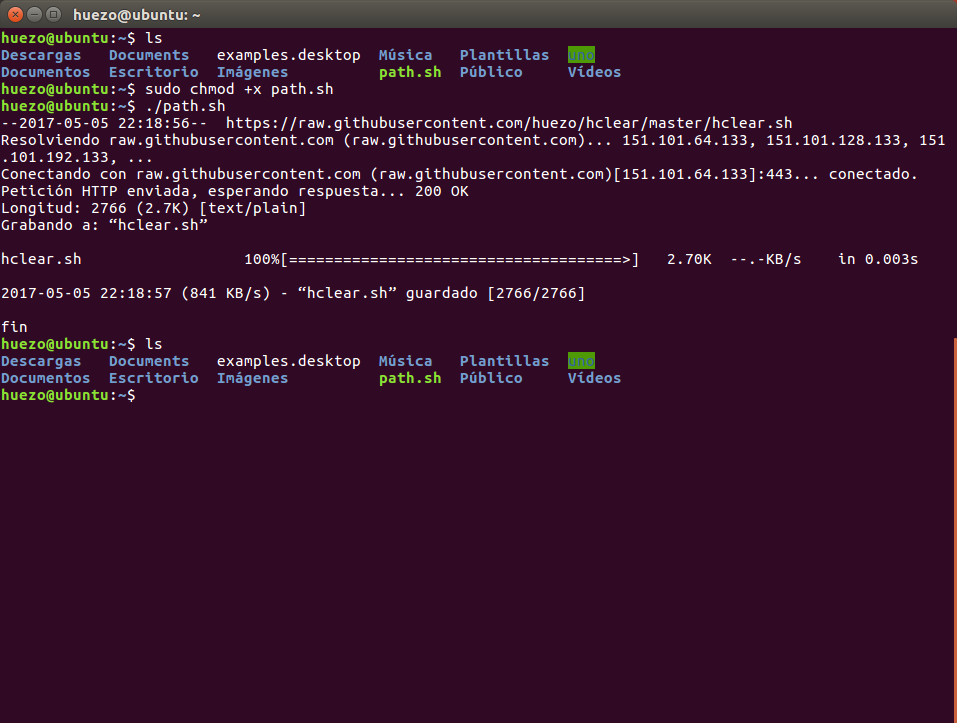 huezo@ubuntu: ~
huezo@ubuntu:~$ ls
Descargas Documents examples.desktop Música Plantillas uno
Documentos Escritorio Imágenes path.sh Público Vídeos
huezo@ubuntu:~$ sudo chmod +x path.sh
huezo@ubuntu:~$ ./path.sh
--2017-05-05 22:18:56-- https://raw.githubusercontent.com/huezo/hclear/master/hclear.sh
Resolviendo raw.githubusercontent.com (raw.githubusercontent.com)... 151.101.64.133, 151.101.128.133, 151
.101.192.133, ...
Conectando con raw.githubusercontent.com (raw.githubusercontent.com)[151.101.64.133]:443... conectado.
Petición HTTP enviada, esperando respuesta... 200 OK
Longitud: 2766 (2.7K) [text/plain]
Grabando a: “hclear.sh”
hclear.sh 100%[=====================================>] 2.70K --.-KB/s in 0.003s
2017-05-05 22:18:57 (841 KB/s) - “hclear.sh” guardado [2766/2766]
fin
huezo@ubuntu:~$ ls
Descargas Documents examples.desktop Música Plantillas uno
Documentos Escritorio Imágenes path.sh Público Vídeos
huezo@ubuntu:~$